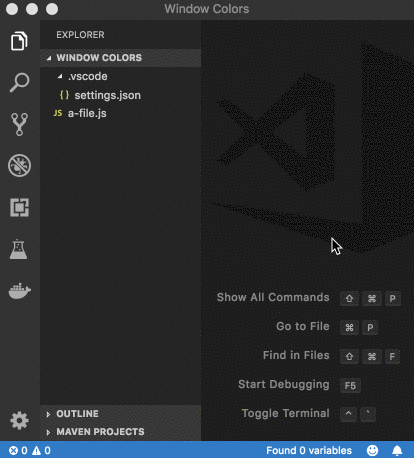 Window Colors
EXPLORER
WINDOW COLORS
.vscode
{ } settings.json
JS a-file.js
Show All Commands ⇧ ⌘ P
Go to File ⌘ P
Find in Files ⇧ ⌘ F
Start Debugging F5
Toggle Terminal ^ `
OUTLINE
MAVEN PROJECTS
0 0 Found 0 variables